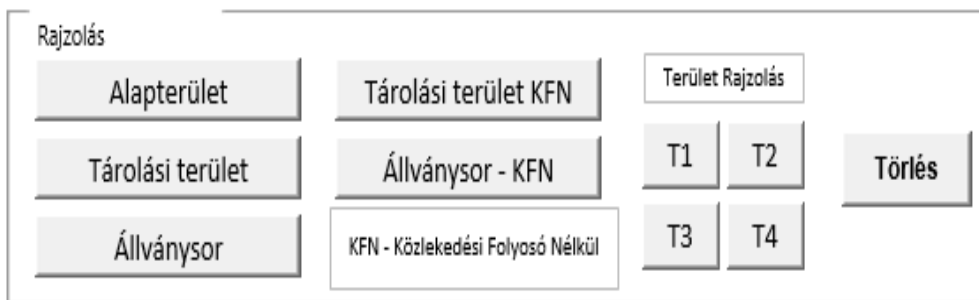 Rajzolás
Alapterület
Tárolási terület KFN
Terület Rajzolás
Tárolási terület
Állványsor - KFN
T1
T2
Törlés
Állványsor
KFN - Közlekedési Folyosó Nélkül
T3
T4